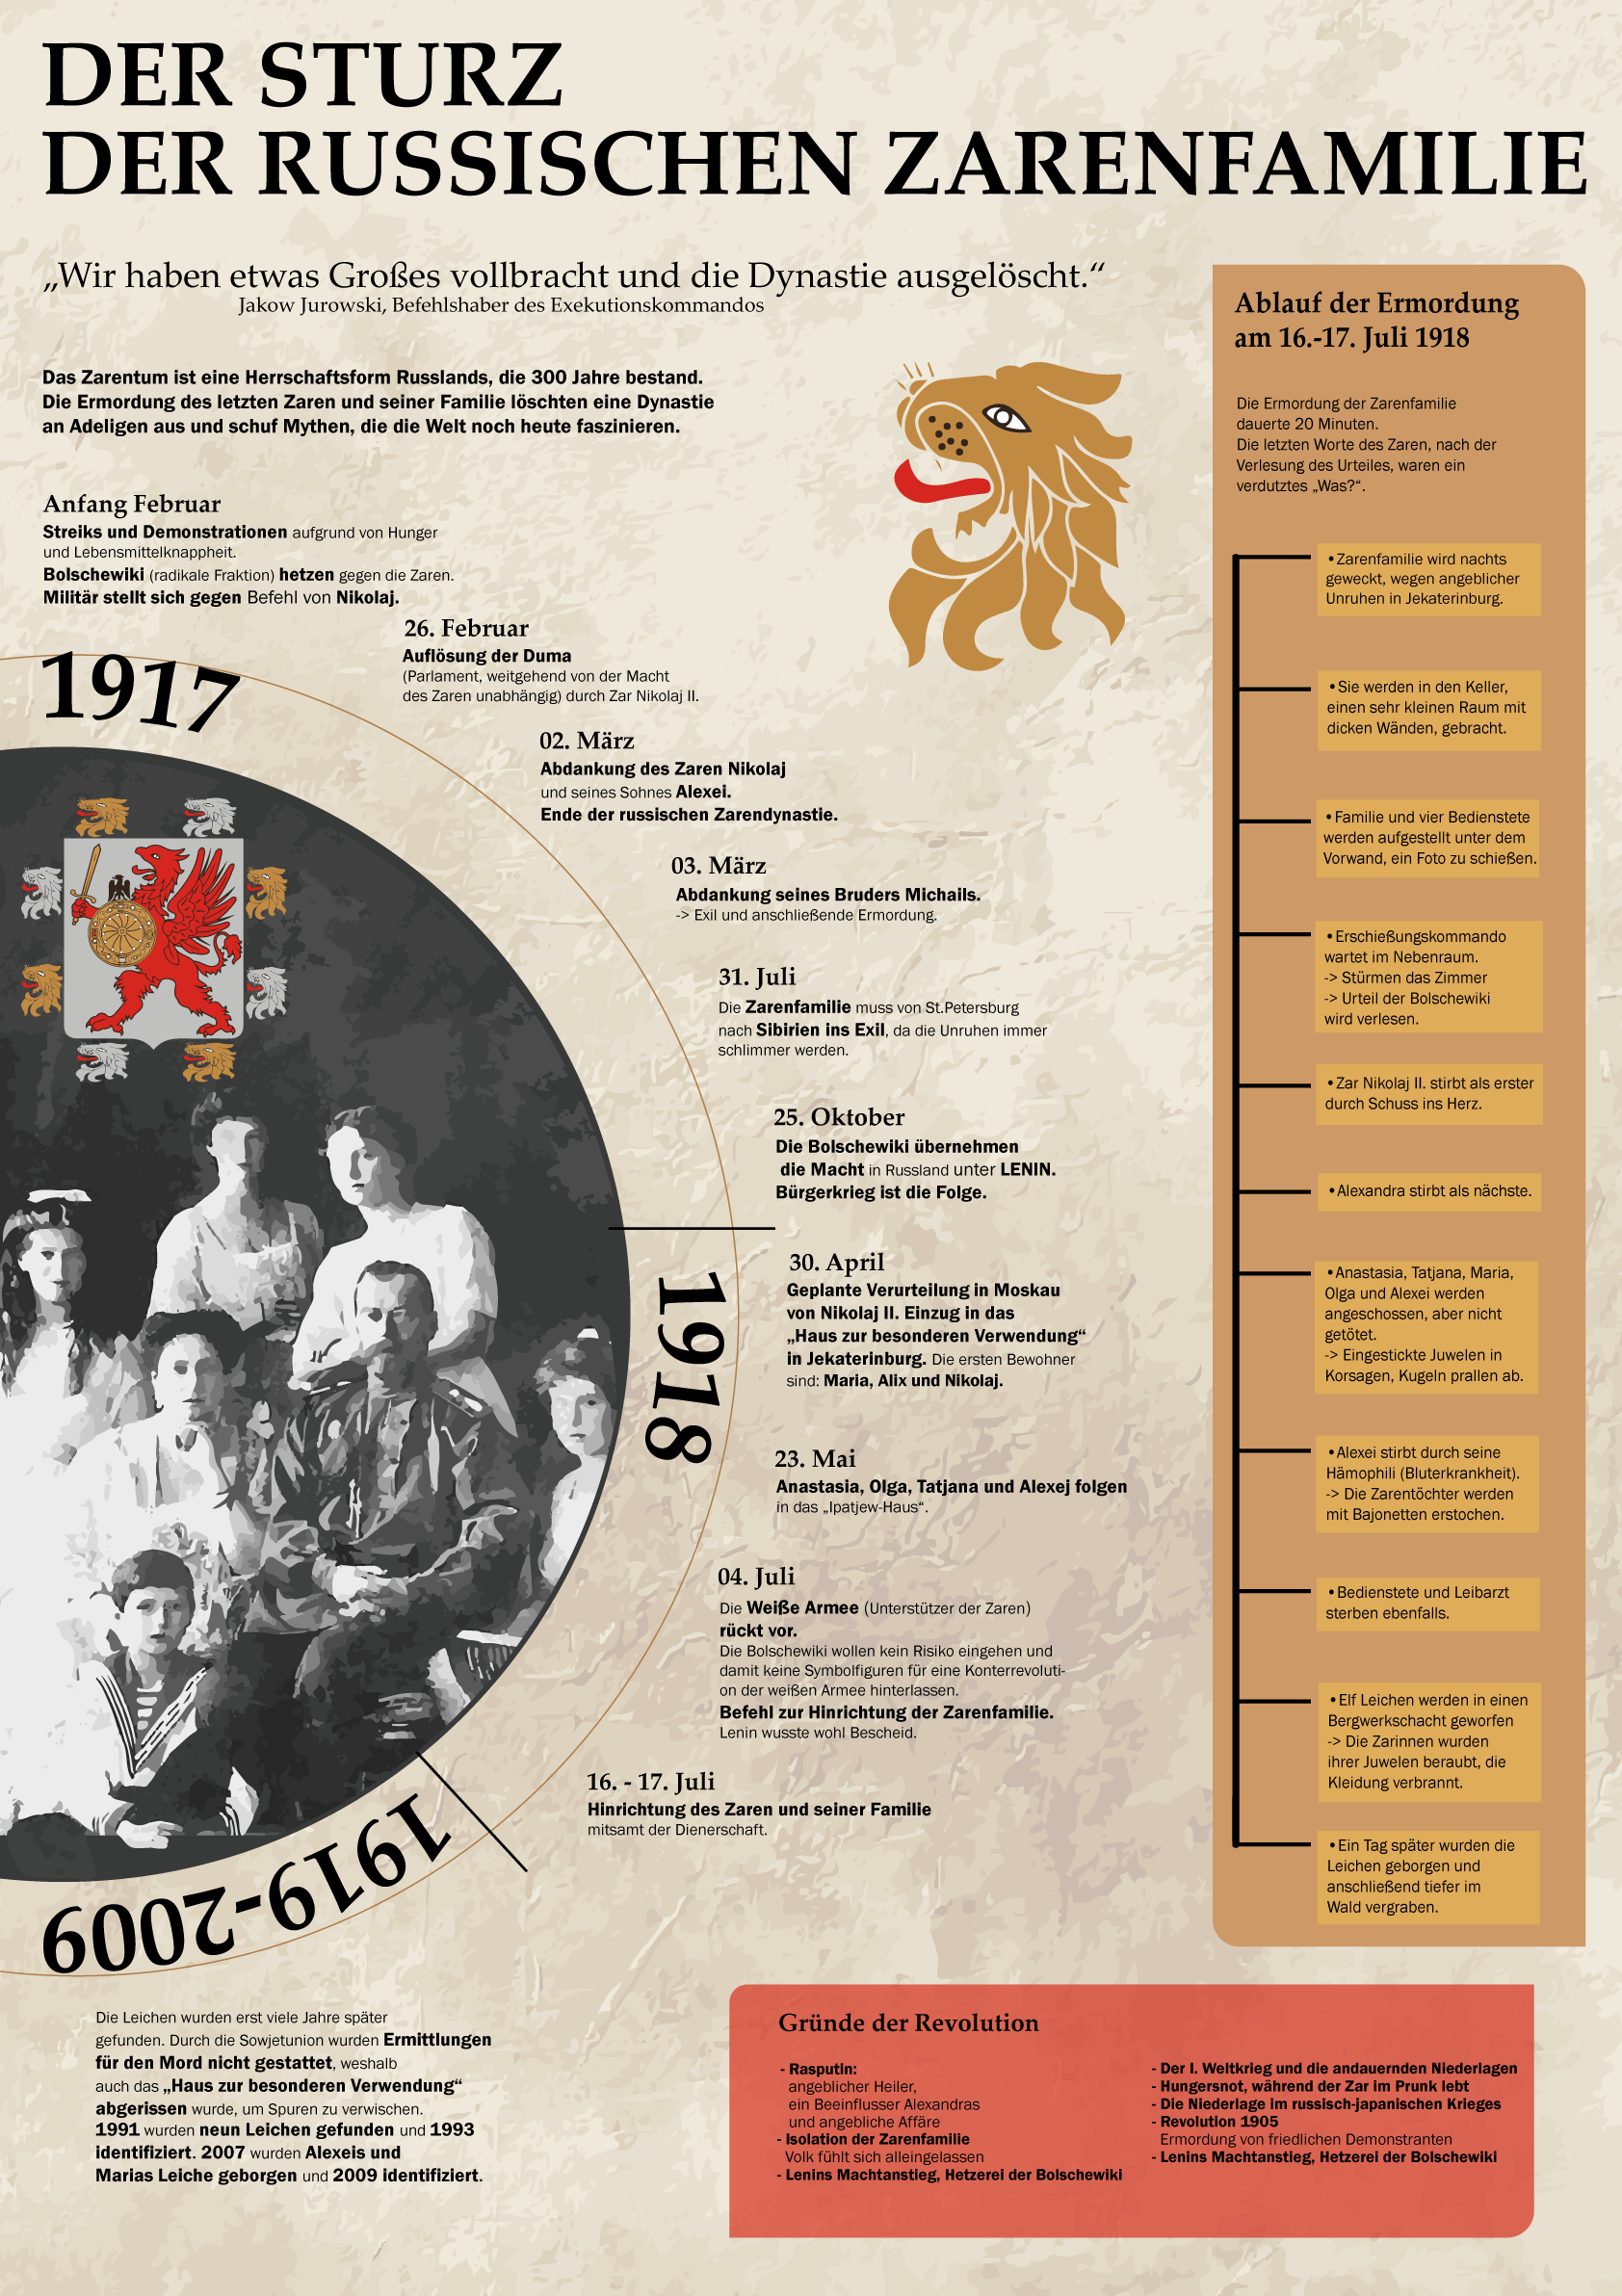 DER STURZ
DER RUSSISCHEN ZARENFAMILIE
„Wir haben etwas Großes vollbracht und die Dynastie ausgelöscht.“
Jakow Jurowski, Befehlshaber des Exekutionskommandos
Das Zarentum ist eine Herrschaftsform Russlands, die 300 Jahre bestand.
Die Ermordung des letzten Zaren und seiner Familie löschten eine Dynastie
an Adeligen aus und schuf Mythen, die die Welt noch heute faszinieren.
Anfang Februar
Streiks und Demonstrationen aufgrund von Hunger
und Lebensmittelknappheit.
Bolschewiki (radikale Fraktion) hetzen gegen die Zaren.
Militär stellt sich gegen Befehl von Nikolaj.
1917
26. Februar
Auflösung der Duma
(Parlament, weitgehend von der Macht
des Zaren unabhängig) durch Zar Nikolaj II.
02. März
Abdankung des Zaren Nikolaj
und seines Sohnes Alexei.
Ende der russischen Zarendynastie.
03. März
Abdankung seines Bruders Michails.
-> Exil und anschließende Ermordung.
31. Juli
Die Zarenfamilie muss von St.Petersburg
nach Sibirien ins Exil, da die Unruhen immer
schlimmer werden.
25. Oktober
Die Bolschewiki übernehmen
die Macht in Russland unter LENIN.
Bürgerkrieg ist die Folge.
1918
30. April
Geplante Verurteilung in Moskau
von Nikolaj II. Einzug in das
„Haus zur besonderen Verwendung“
in Jekaterinburg. Die ersten Bewohner
sind: Maria, Alix und Nikolaj.
23. Mai
Anastasia, Olga, Tatjana und Alexej folgen
in das „Ipatjew-Haus“.
04. Juli
Die Weiße Armee (Unterstützer der Zaren)
rückt vor.
Die Bolschewiki wollen kein Risiko eingehen und
damit keine Symbolfiguren für eine Konterrevoluti-
on der weißen Armee hinterlassen.
Befehl zur Hinrichtung der Zarenfamilie.
Lenin wusste wohl Bescheid.
16. - 17. Juli
Hinrichtung des Zaren und seiner Familie
mitsamt der Dienerschaft.
1919-2009
Die Leichen wurden erst viele Jahre später
gefunden. Durch die Sowjetunion wurden Ermittlungen
für den Mord nicht gestattet, weshalb
auch das „Haus zur besonderen Verwendung“
abgerissen wurde, um Spuren zu verwischen.
1991 wurden neun Leichen gefunden und 1993
identifiziert. 2007 wurden Alexeis und
Marias Leiche geborgen und 2009 identifiziert.
Ablauf der Ermordung
am 16.-17. Juli 1918
Die Ermordung der Zarenfamilie
dauerte 20 Minuten.
Die letzten Worte des Zaren, nach der
Verlesung des Urteiles, waren ein
verdutztes „Was?“.
• Zarenfamilie wird nachts
geweckt, wegen angeblicher
Unruhen in Jekaterinburg.
• Sie werden in den Keller,
einen sehr kleinen Raum mit
dicken Wänden, gebracht.
• Familie und vier Bedienstete
werden aufgestellt unter dem
Vorwand, ein Foto zu schießen.
• Erschießungskommando
wartet im Nebenraum.
-> Stürmen das Zimmer
-> Urteil der Bolschewiki
wird verlesen.
• Zar Nikolaj II. stirbt als erster
durch Schuss ins Herz.
• Alexandra stirbt als nächste.
• Anastasia, Tatjana, Maria,
Olga und Alexei werden
angeschossen, aber nicht
getötet.
-> Eingestickte Juwelen in
Korsagen, Kugeln prallen ab.
• Alexei stirbt durch seine
Hämophili (Bluterkrankheit).
-> Die Zarentöchter werden
mit Bajonetten erstochen.
• Bedienstete und Leibarzt
sterben ebenfalls.
• Elf Leichen werden in einen
Bergwerkschacht geworfen
-> Die Zarinnen wurden
ihrer Juwelen beraubt, die
Kleidung verbrannt.
• Ein Tag später wurden die
Leichen geborgen und
anschließend tiefer im
Wald vergraben.
Gründe der Revolution
- Rasputin:
angeblicher Heiler,
ein Beeinflusser Alexandras
und angebliche Affäre
- Isolation der Zarenfamilie
Volk fühlt sich alleingelassen
- Lenins Machtanstieg, Hetzerei der Bolschewiki
- Der I. Weltkrieg und die andauernden Niederlagen
- Hungersnot, während der Zar im Prunk lebt
- Die Niederlage im russisch-japanischen Krieges
- Revolution 1905
Ermordung von friedlichen Demonstranten
- Lenins Machtanstieg, Hetzerei der Bolschewiki